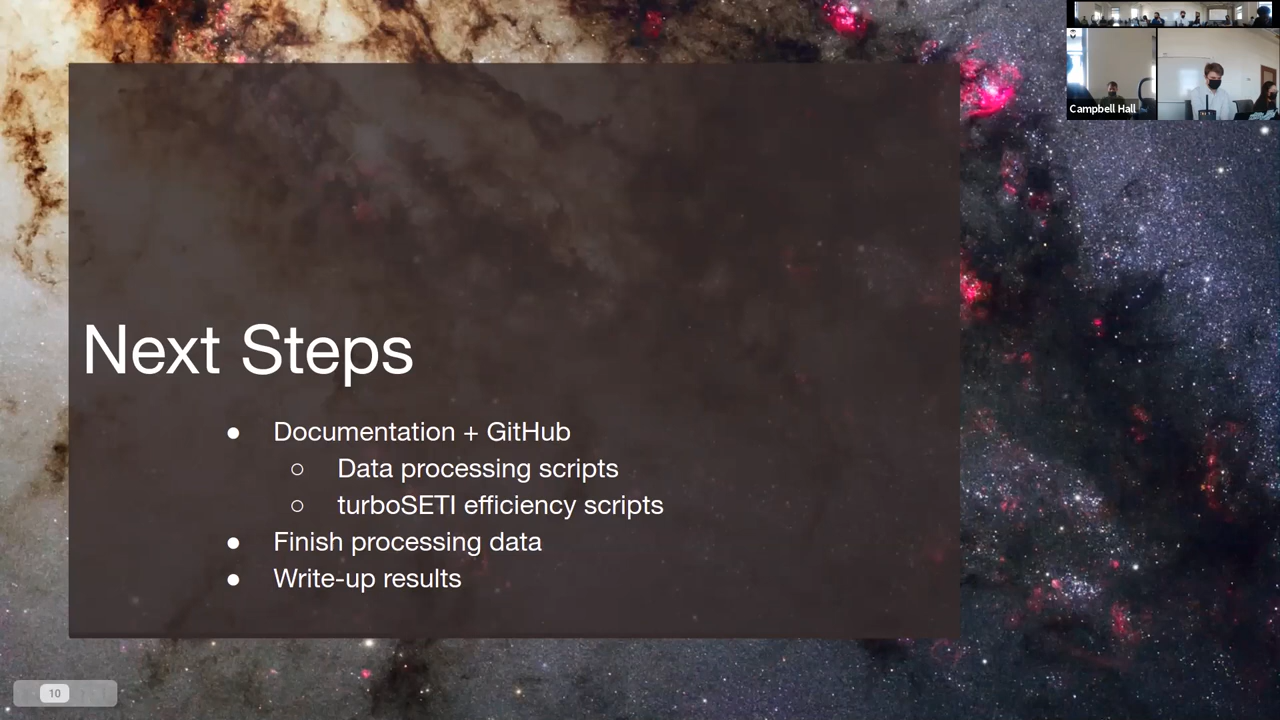 Campbell Hall
Next Steps
● Documentation + GitHub
○ Data processing scripts
○ turboSETI efficiency scripts
● Finish processing data
● Write-up results
10